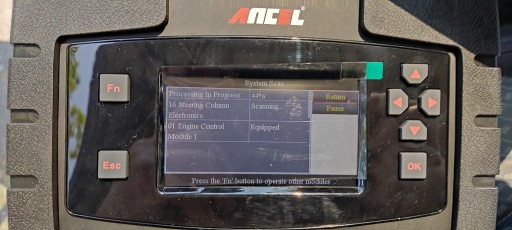 ANCEL
System Scan
Fn
Processing In Progress
16 Steering Column Scanning...
Electronics
01 Engine Control Equipped
Module 1
Return
Pause
Esc
OK
Press the 'Fn' button to operate other modules